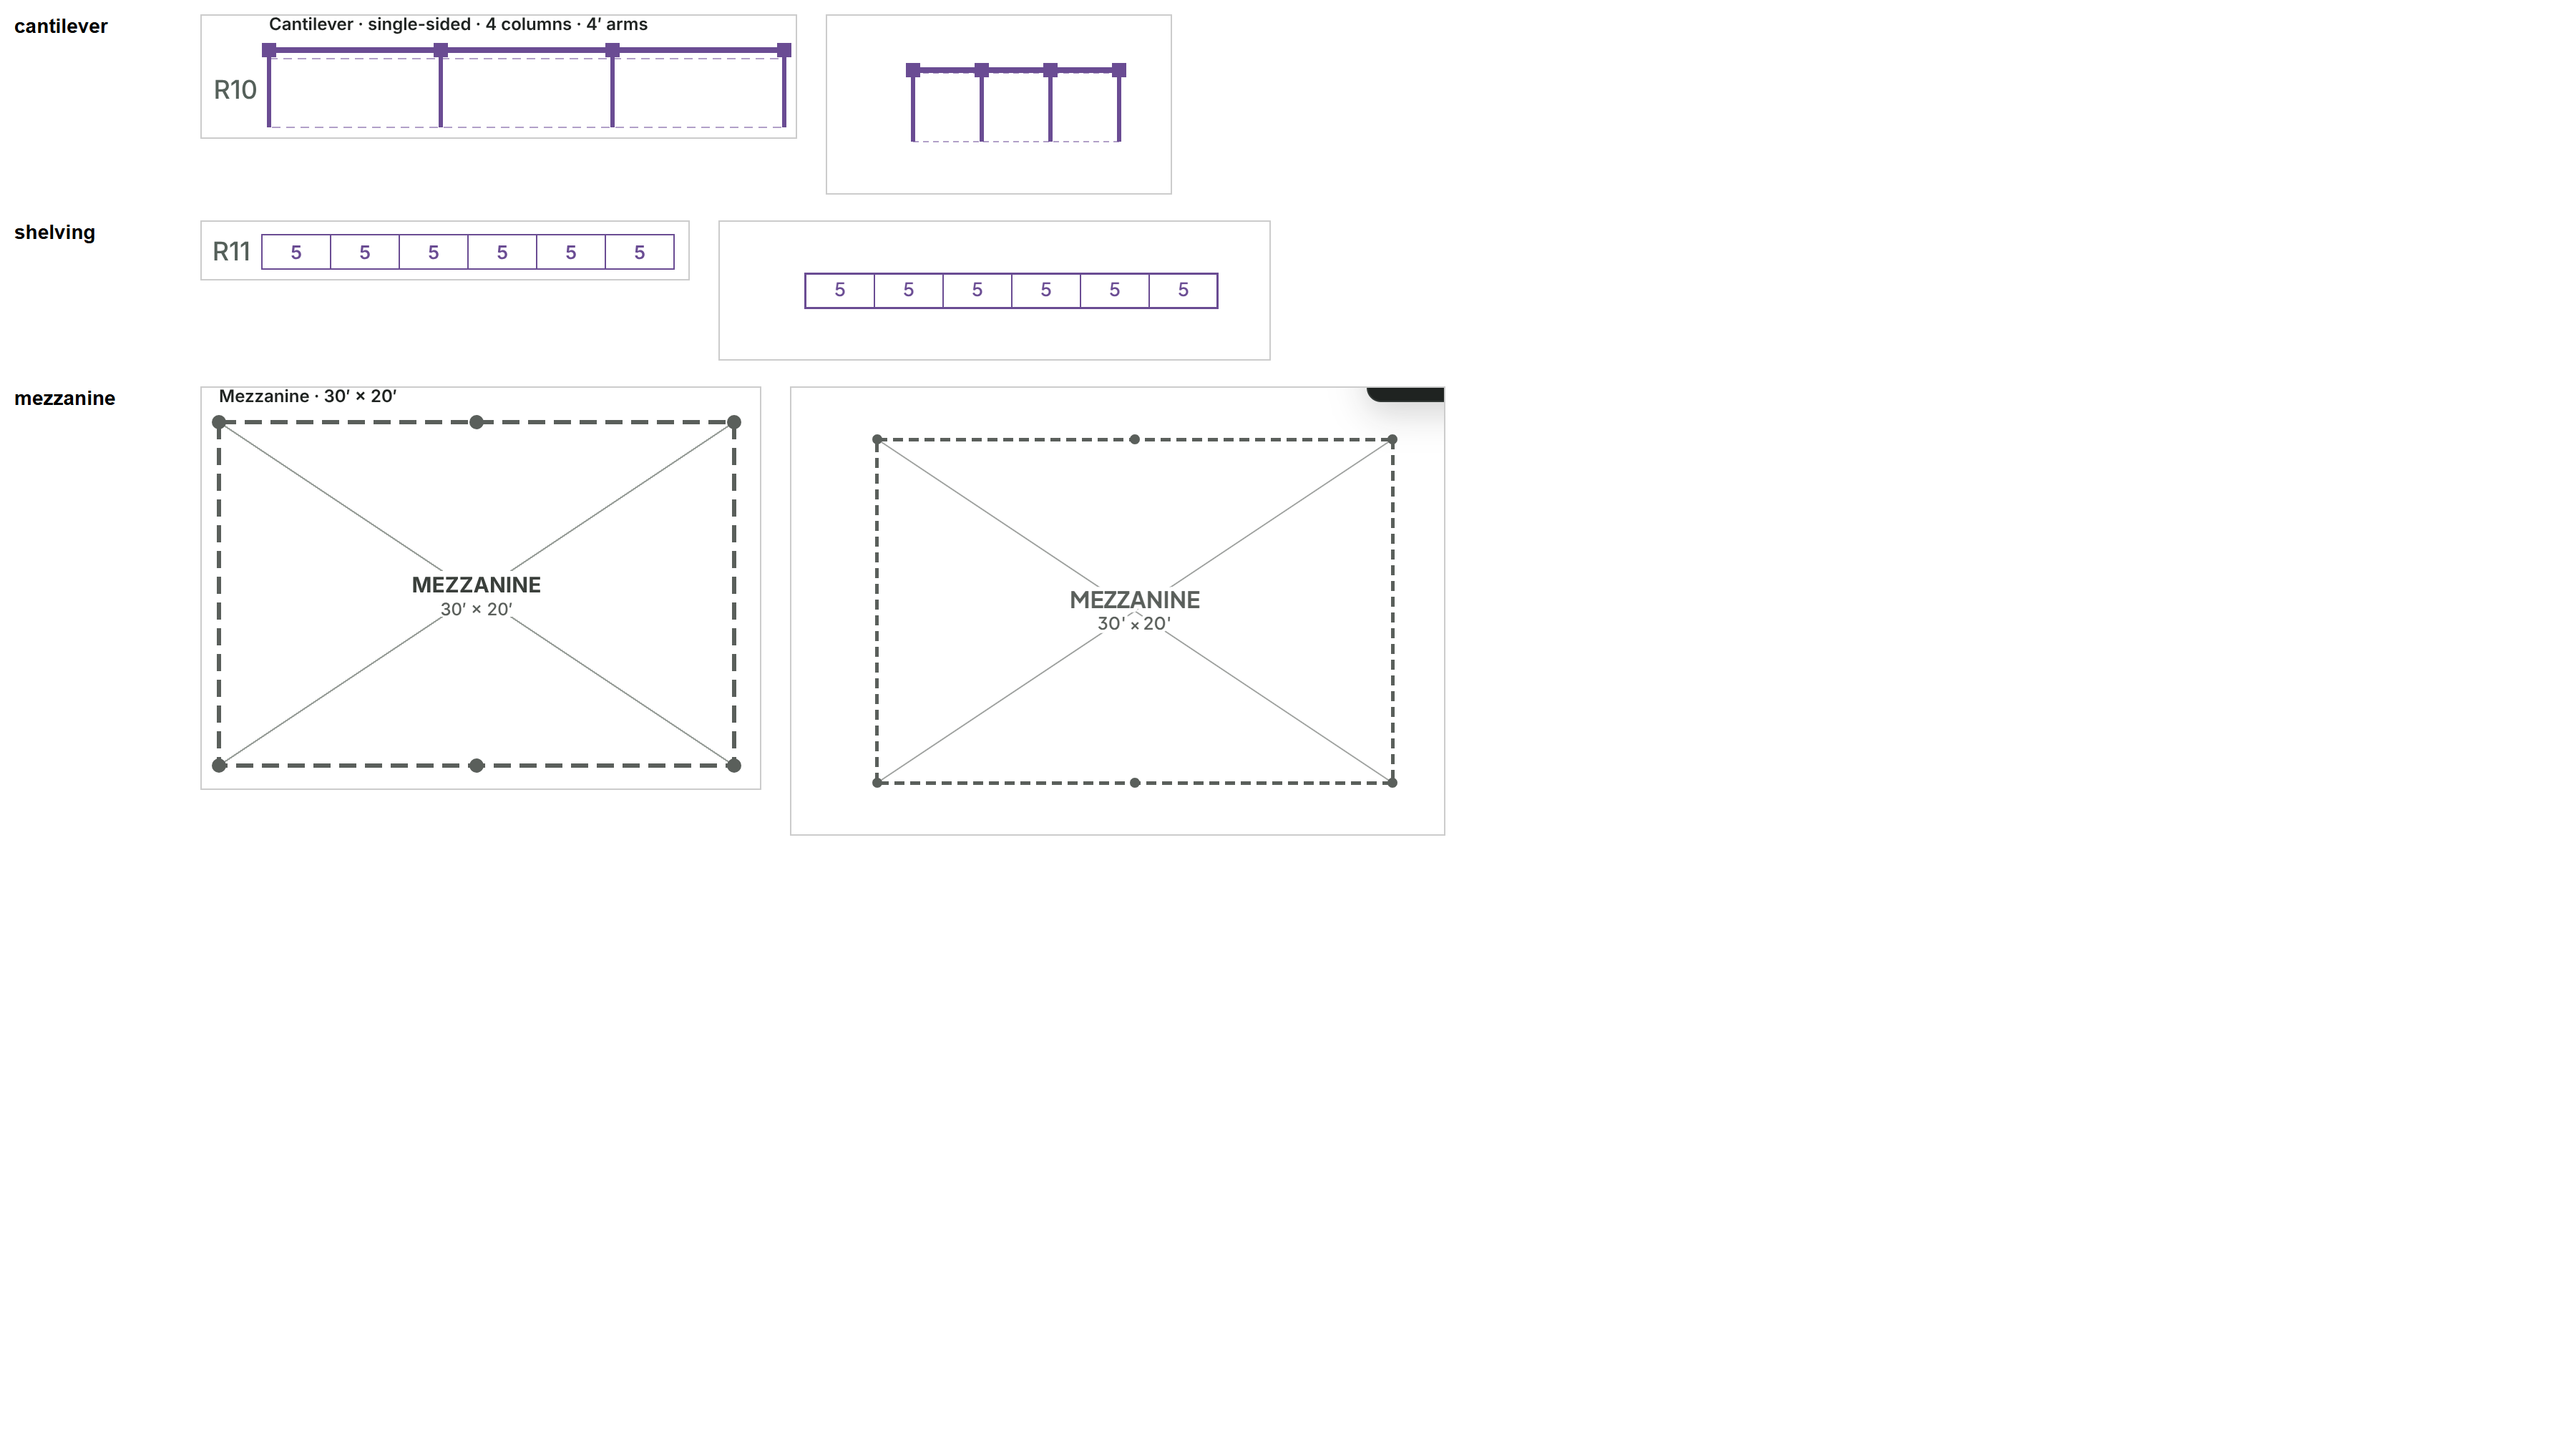 cantilever
Cantilever · single-sided · 4 columns · 4′ arms
R10
shelving
R11 5 5 5 5 5 5
5 5 5 5 5 5
mezzanine
Mezzanine · 30′ × 20′
MEZZANINE
30′ × 20′
MEZZANINE
30′ × 20′